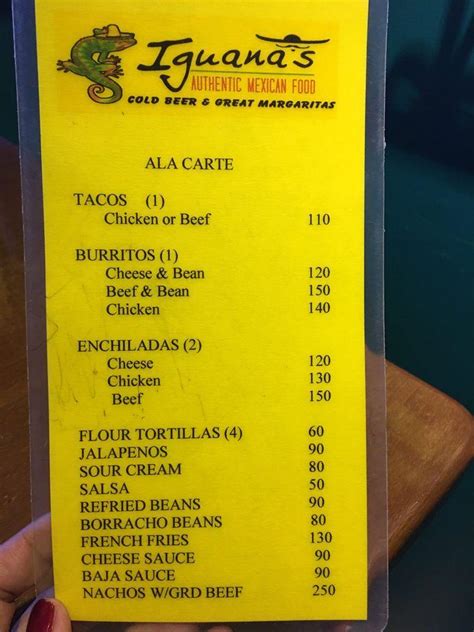 Iguana's
AUTHENTIC MEXICAN FOOD
COLD BEER & GREAT MARGARITAS
ALA CARTE
TACOS (1)
Chicken or Beef 110
BURRITOS (1)
Cheese & Bean 120
Beef & Bean 150
Chicken 140
ENCHILADAS (2)
Cheese 120
Chicken 130
Beef 150
FLOUR TORTILLAS (4) 60
JALAPENOS 90
SOUR CREAM 80
SALSA 50
REFRIED BEANS 90
BORRACHO BEANS 80
FRENCH FRIES 130
CHEESE SAUCE 90
BAJA SAUCE 90
NACHOS W/GRD BEEF 250